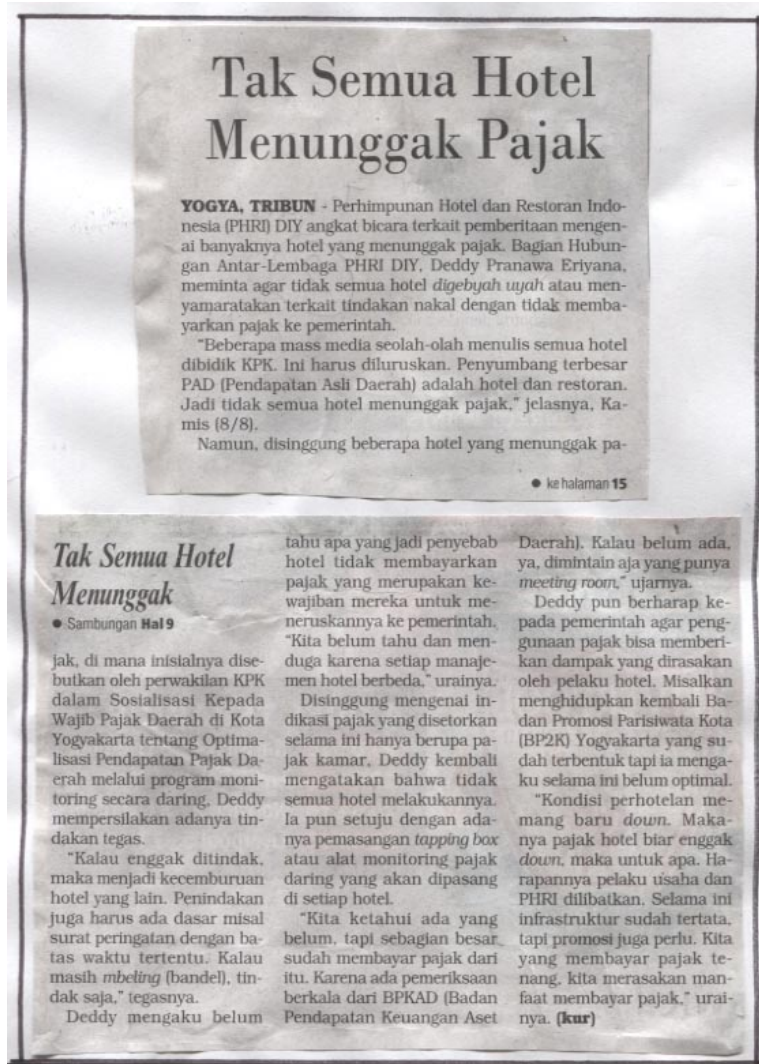 Tak Semua Hotel
Menunggak Pajak
YOGYA, TRIBUN - Perhimpunan Hotel dan Restoran Indo-
nesia (PHRI) DIY angkat bicara terkait pemberitaan mengen-
ai banyaknya hotel yang menunggak pajak. Bagian Hubun-
gan Antar-Lembaga PHRI DIY, Deddy Pranawa Eriyana,
meminta agar tidak semua hotel digebyah uyah atau men-
yamaratakan terkait tindakan nakal dengan tidak memba-
yarkan pajak ke pemerintah.
"Beberapa mass media seolah-olah menulis semua hotel
dibidik KPK. Ini harus diluruskan. Penyumbang terbesar
PAD (Pendapatan Asli Daerah) adalah hotel dan restoran.
Jadi tidak semua hotel menunggak pajak," jelasnya, Ka-
mis (8/8).
Namun, disinggung beberapa hotel yang menunggak pa-
● ke halaman 15
Tak Semua Hotel
Menunggak
● Sambungan Hal 9
jak, di mana inisialnya dise-
butkan oleh perwakilan KPK
dalam Sosialisasi Kepada
Wajib Pajak Daerah di Kota
Yogyakarta tentang Optima-
lisasi Pendapatan Pajak Da-
erah melalui program moni-
toring secara daring, Deddy
mempersilakan adanya tin-
dakan tegas.
"Kalau enggak ditindak,
maka menjadi kecemburuan
hotel yang lain. Penindakan
juga harus ada dasar misal
surat peringatan dengan ba-
tas waktu tertentu. Kalau
masih mbeling (bandel), tin-
dak saja," tegasnya.
Deddy mengaku belum
tahu apa yang jadi penyebab
hotel tidak membayarkan
pajak yang merupakan ke-
wajiban mereka untuk me-
neruskannya ke pemerintah.
"Kita belum tahu dan men-
duga karena setiap manaje-
men hotel berbeda," urainya.
Disinggung mengenai in-
dikasi pajak yang disetorkan
selama ini hanya berupa pa-
jak kamar, Deddy kembali
mengatakan bahwa tidak
semua hotel melakukannya.
Ia pun setuju dengan ada-
nya pemasangan tapping box
atau alat monitoring pajak
daring yang akan dipasang
di setiap hotel.
"Kita ketahui ada yang
belum, tapi sebagian besar
sudah membayar pajak dari
itu. Karena ada pemeriksaan
berkala dari BPKAD (Badan
Pendapatan Keuangan Aset
Daerah). Kalau belum ada,
ya, dimintain aja yang punya
meeting room," ujarnya.
Deddy pun berharap ke-
pada pemerintah agar peng-
gunaan pajak bisa memberi-
kan dampak yang dirasakan
oleh pelaku hotel. Misalkan
menghidupkan kembali Ba-
dan Promosi Parisiwata Kota
(BP2K) Yogyakarta yang su-
dah terbentuk tapi ia menga-
ku selama ini belum optimal.
"Kondisi perhotelan me-
mang baru down. Maka-
nya pajak hotel biar enggak
down, maka untuk apa. Ha-
rapannya pelaku usaha dan
PHRI dilibatkan. Selama ini
infrastruktur sudah tertata,
tapi promosi juga perlu. Kita
yang membayar pajak te-
nang, kita merasakan man-
faat membayar pajak," urai-
nya. (kur)